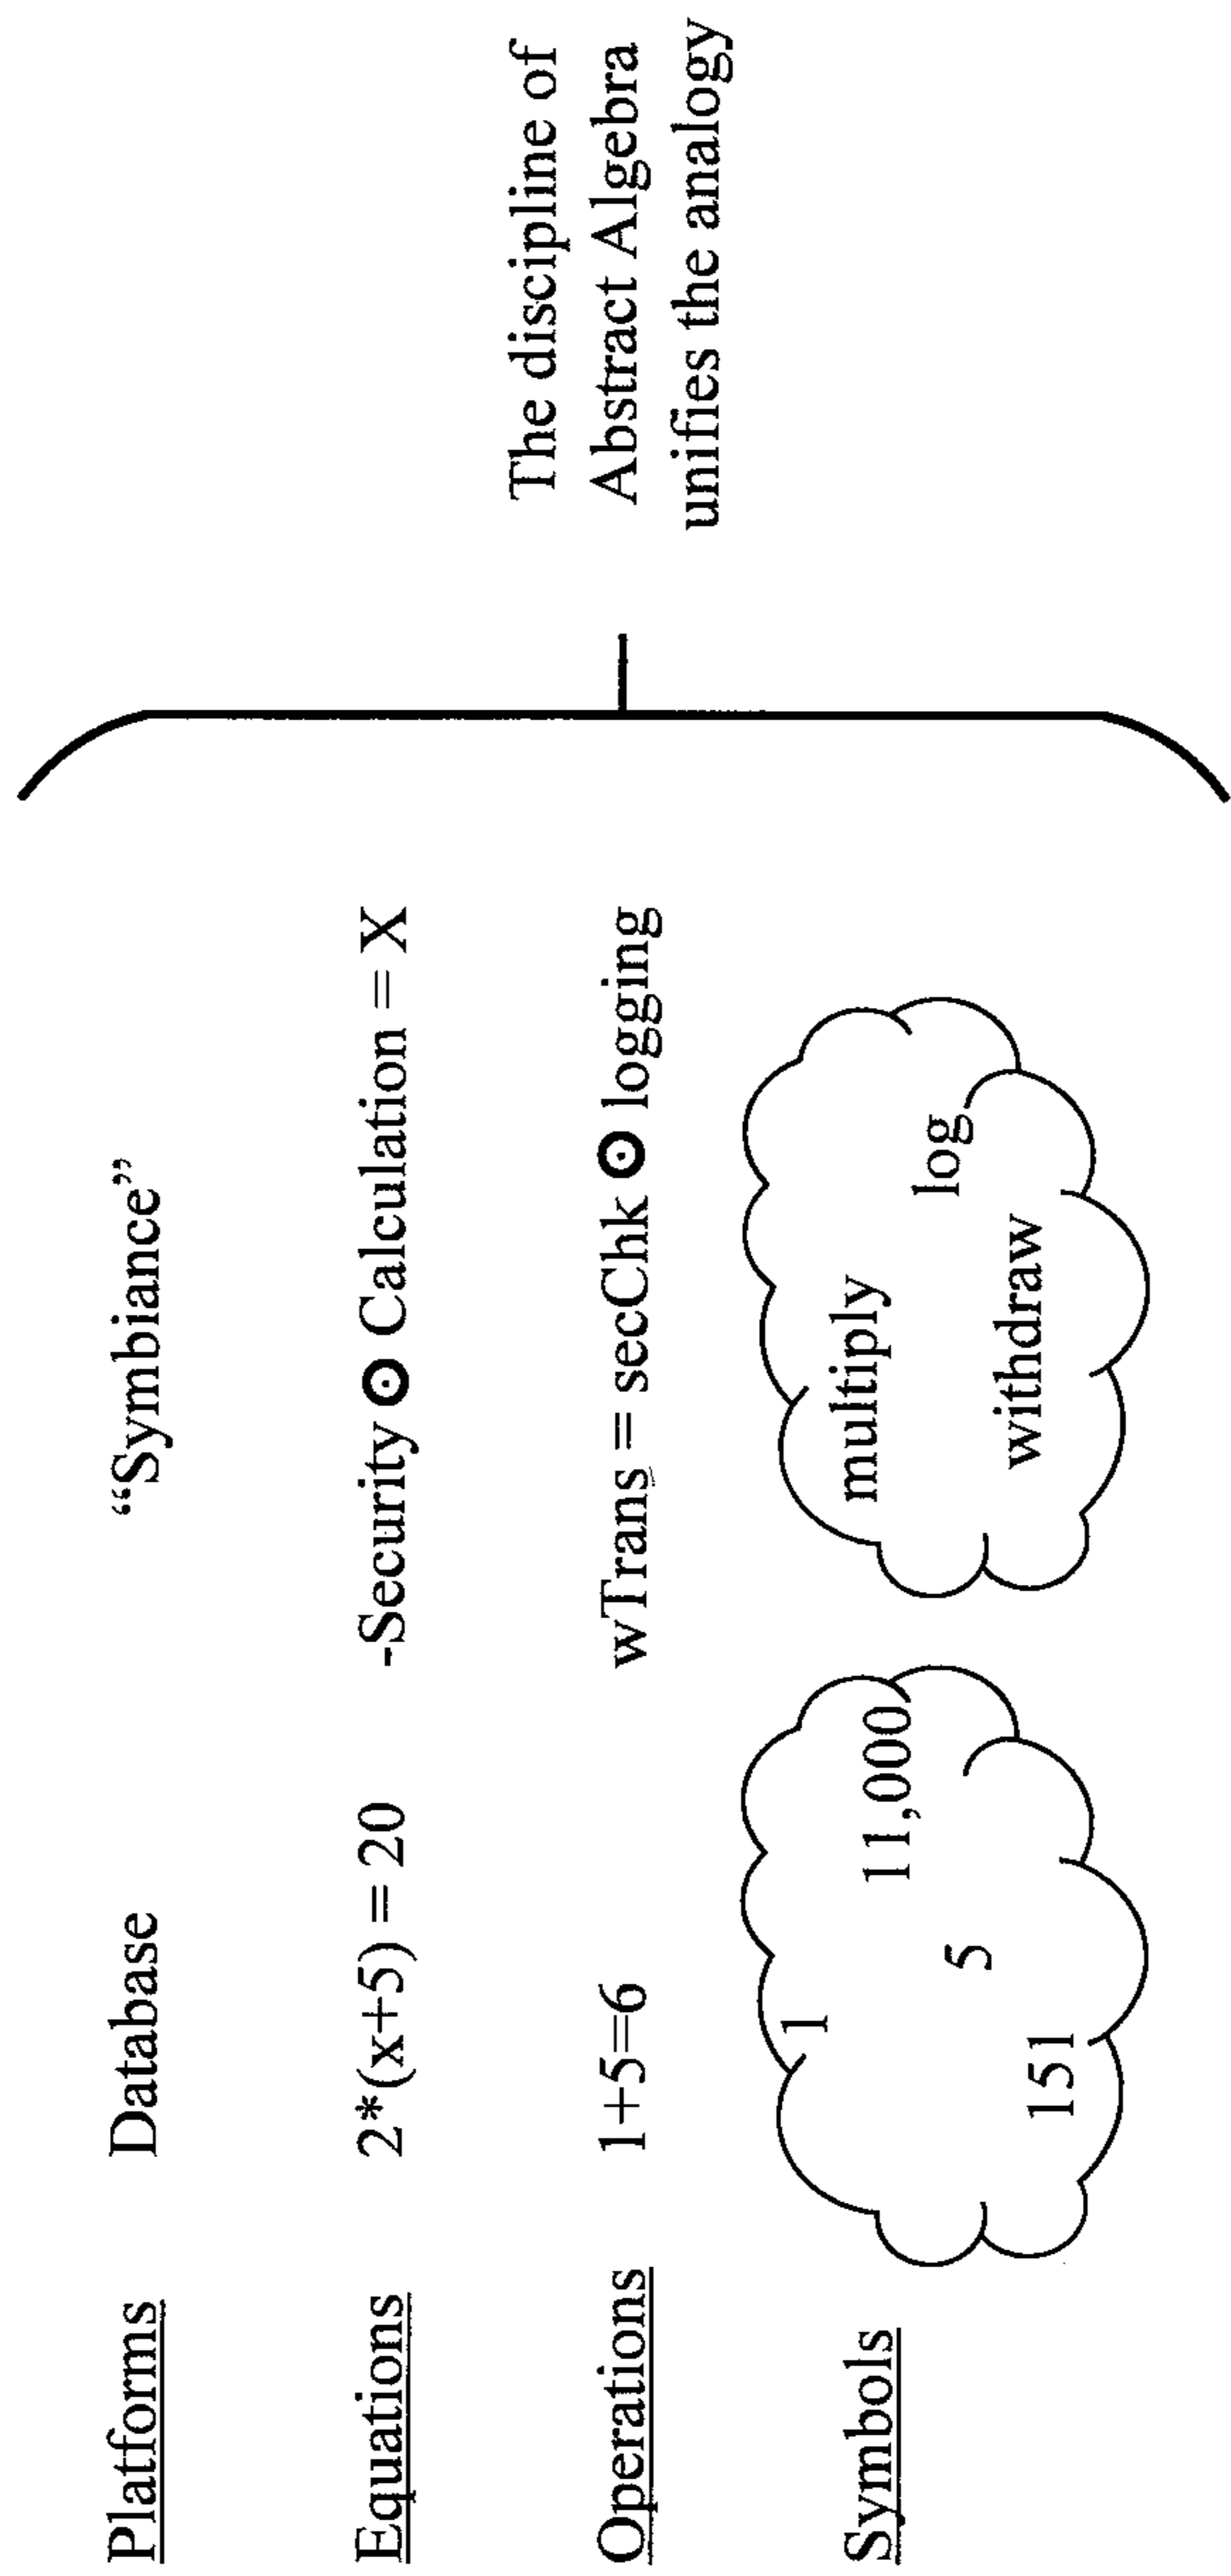 Platforms Database “Symbiance”
Equations 2*(x+5) = 20 -Security ⊙ Calculation = X
Operations 1+5=6 wTrans = secChk ⊙ logging
Symbols
1
11,000
5
151
multiply
log
withdraw
The discipline of
Abstract Algebra
unifies the analogy